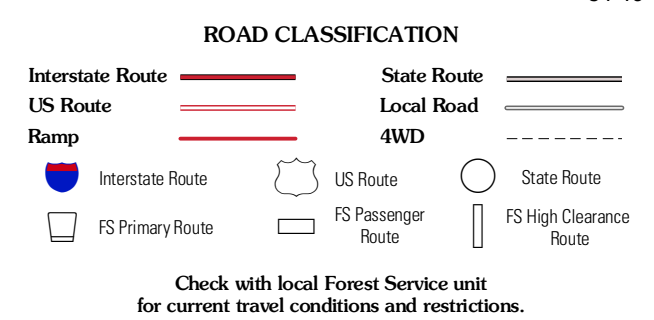 ROAD CLASSIFICATION
Interstate Route State Route
US Route Local Road
Ramp 4WD
Interstate Route US Route State Route
FS Primary Route FS Passenger Route FS High Clearance Route
Check with local Forest Service unit
for current travel conditions and restrictions.